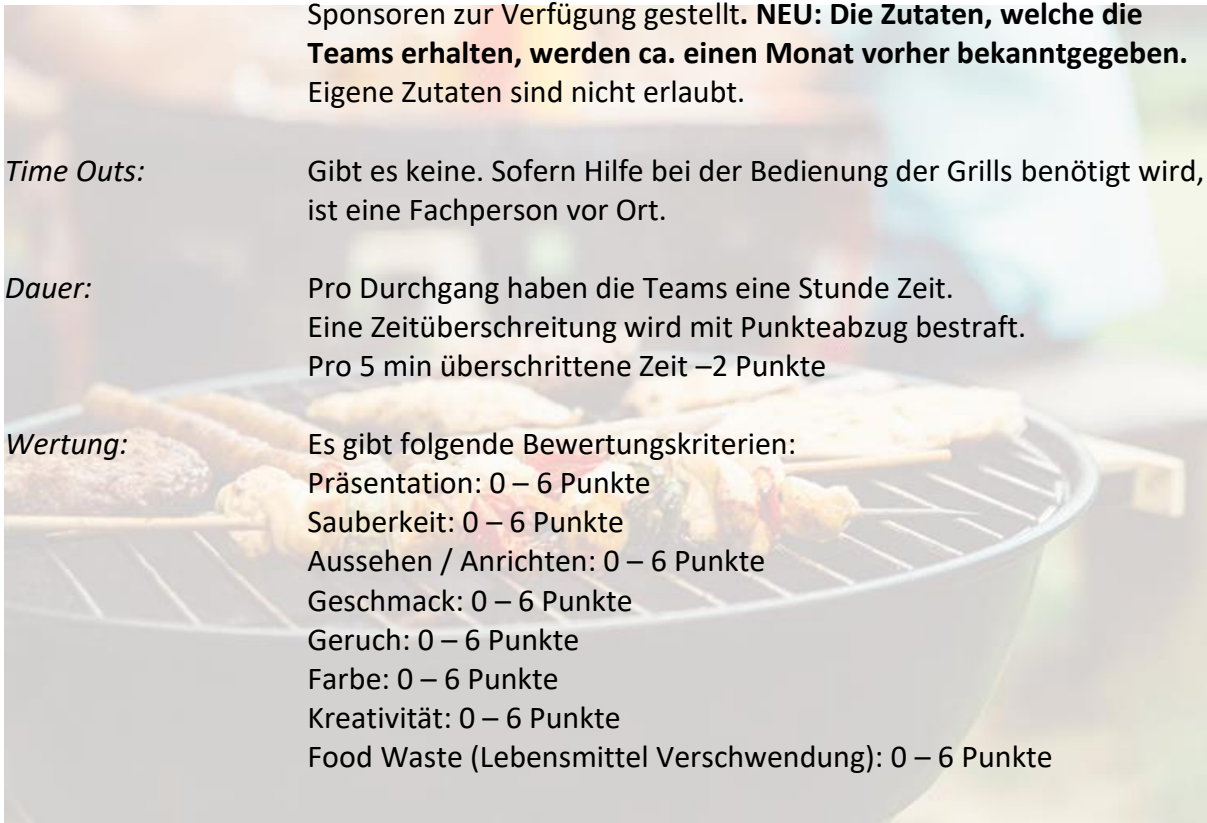 Sponsoren zur Verfügung gestellt. NEU: Die Zutaten, welche die
Teams erhalten, werden ca. einen Monat vorher bekanntgegeben.
Eigene Zutaten sind nicht erlaubt.
Time Outs: Gibt es keine. Sofern Hilfe bei der Bedienung der Grills benötigt wird,
ist eine Fachperson vor Ort.
Dauer: Pro Durchgang haben die Teams eine Stunde Zeit.
Eine Zeitüberschreitung wird mit Punkteabzug bestraft.
Pro 5 min überschrittene Zeit –2 Punkte
Wertung: Es gibt folgende Bewertungskriterien:
Präsentation: 0 – 6 Punkte
Sauberkeit: 0 – 6 Punkte
Aussehen / Anrichten: 0 – 6 Punkte
Geschmack: 0 – 6 Punkte
Geruch: 0 – 6 Punkte
Farbe: 0 – 6 Punkte
Kreativität: 0 – 6 Punkte
Food Waste (Lebensmittel Verschwendung): 0 – 6 Punkte